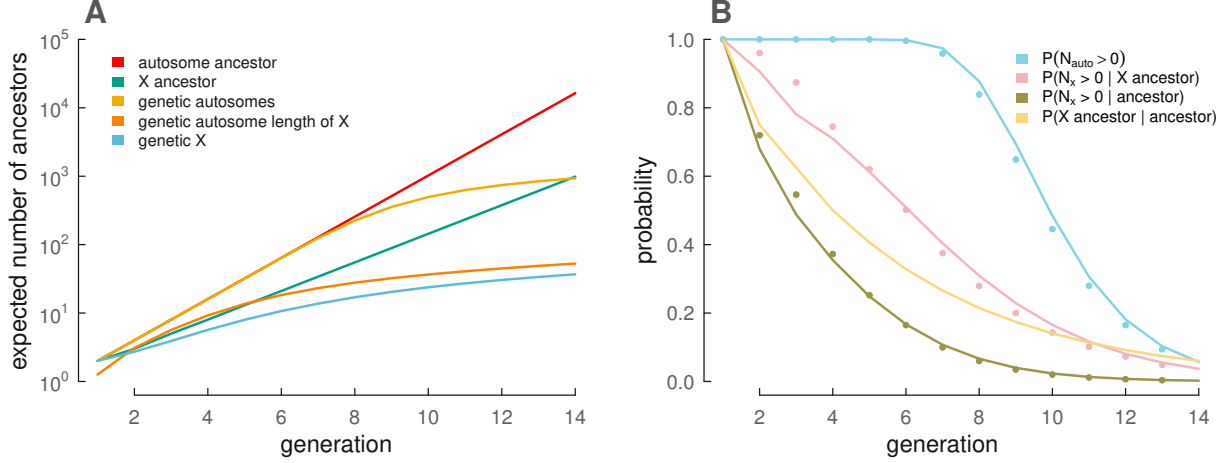 A
expected number of ancestors
10^5
10^4
10^3
10^2
10^1
10^0
autosome ancestor
X ancestor
genetic autosomes
genetic autosome length of X
genetic X
2 4 6 8 10 12 14
generation
B
probability
1.0
0.8
0.6
0.4
0.2
0.0
P(N_auto > 0)
P(N_x > 0 | X ancestor)
P(N_x > 0 | ancestor)
P(X ancestor | ancestor)
2 4 6 8 10 12 14
generation